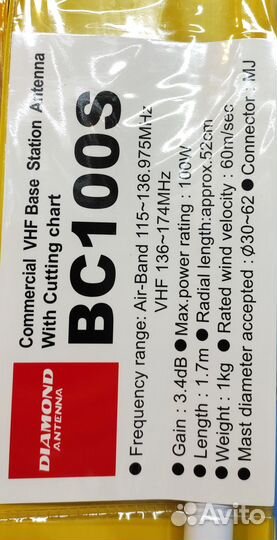 Commercial VHF Base Station Antenna
With Cutting chart
BC100S
DIAMOND
ANTENNA
● Frequency range: Air-Band 115~136.975MHz
VHF 136~174MHz
● Gain : 3.4dB ● Max.power rating : 100W
● Length : 1.7m ● Radial length:approx.52cm
● Weight : 1kg ● Rated wind velocity : 60m/sec
● Mast diameter accepted : Ø30~62 ● Connector : MJ
Avito